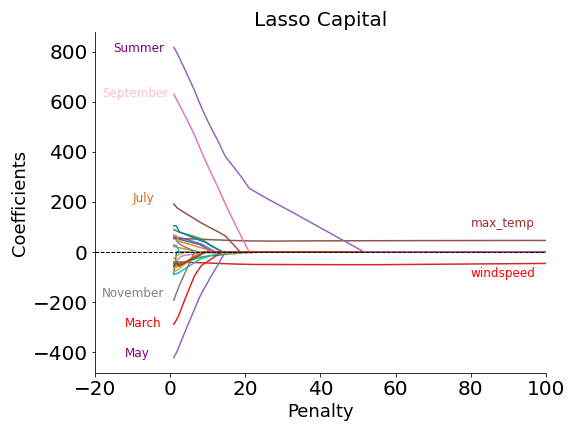 Lasso Capital
800
Summer
September
600
400
200
July
max_temp
0
windspeed
November
−200
March
−400
May
−20
0
20
40
60
80
100
Coefficients
Penalty